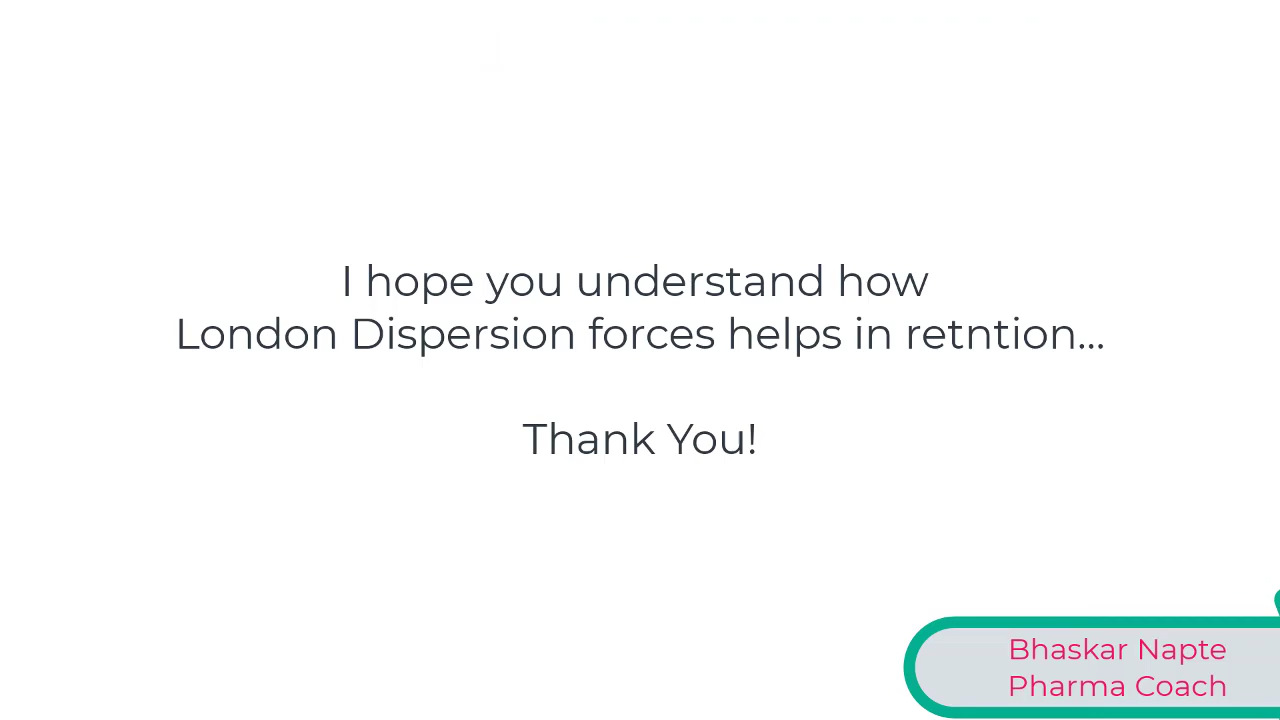 I hope you understand how
London Dispersion forces helps in retntion...
Thank You!
Bhaskar Napte
Pharma Coach